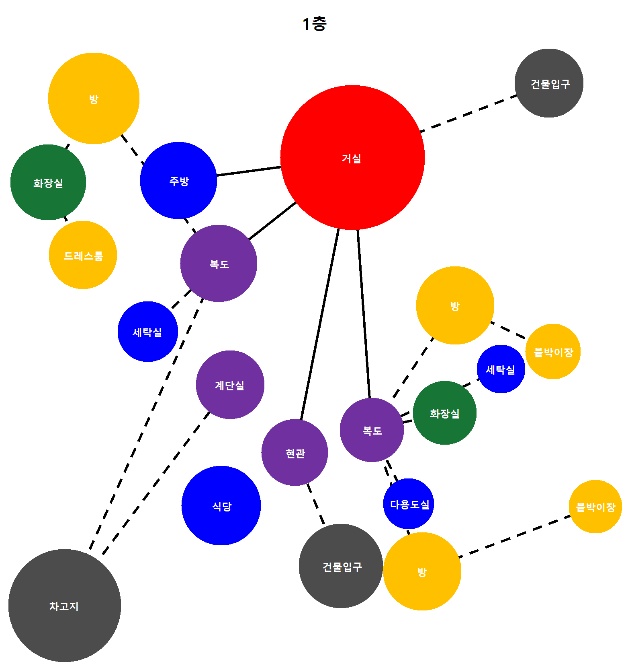 1층
방
건물입구
거실
화장실
주방
드레스룸
복도
방
세탁실
붙박이장
세탁실
계단실
화장실
복도
현관
식당
다용도실
붙박이장
건물입구
방
차고지